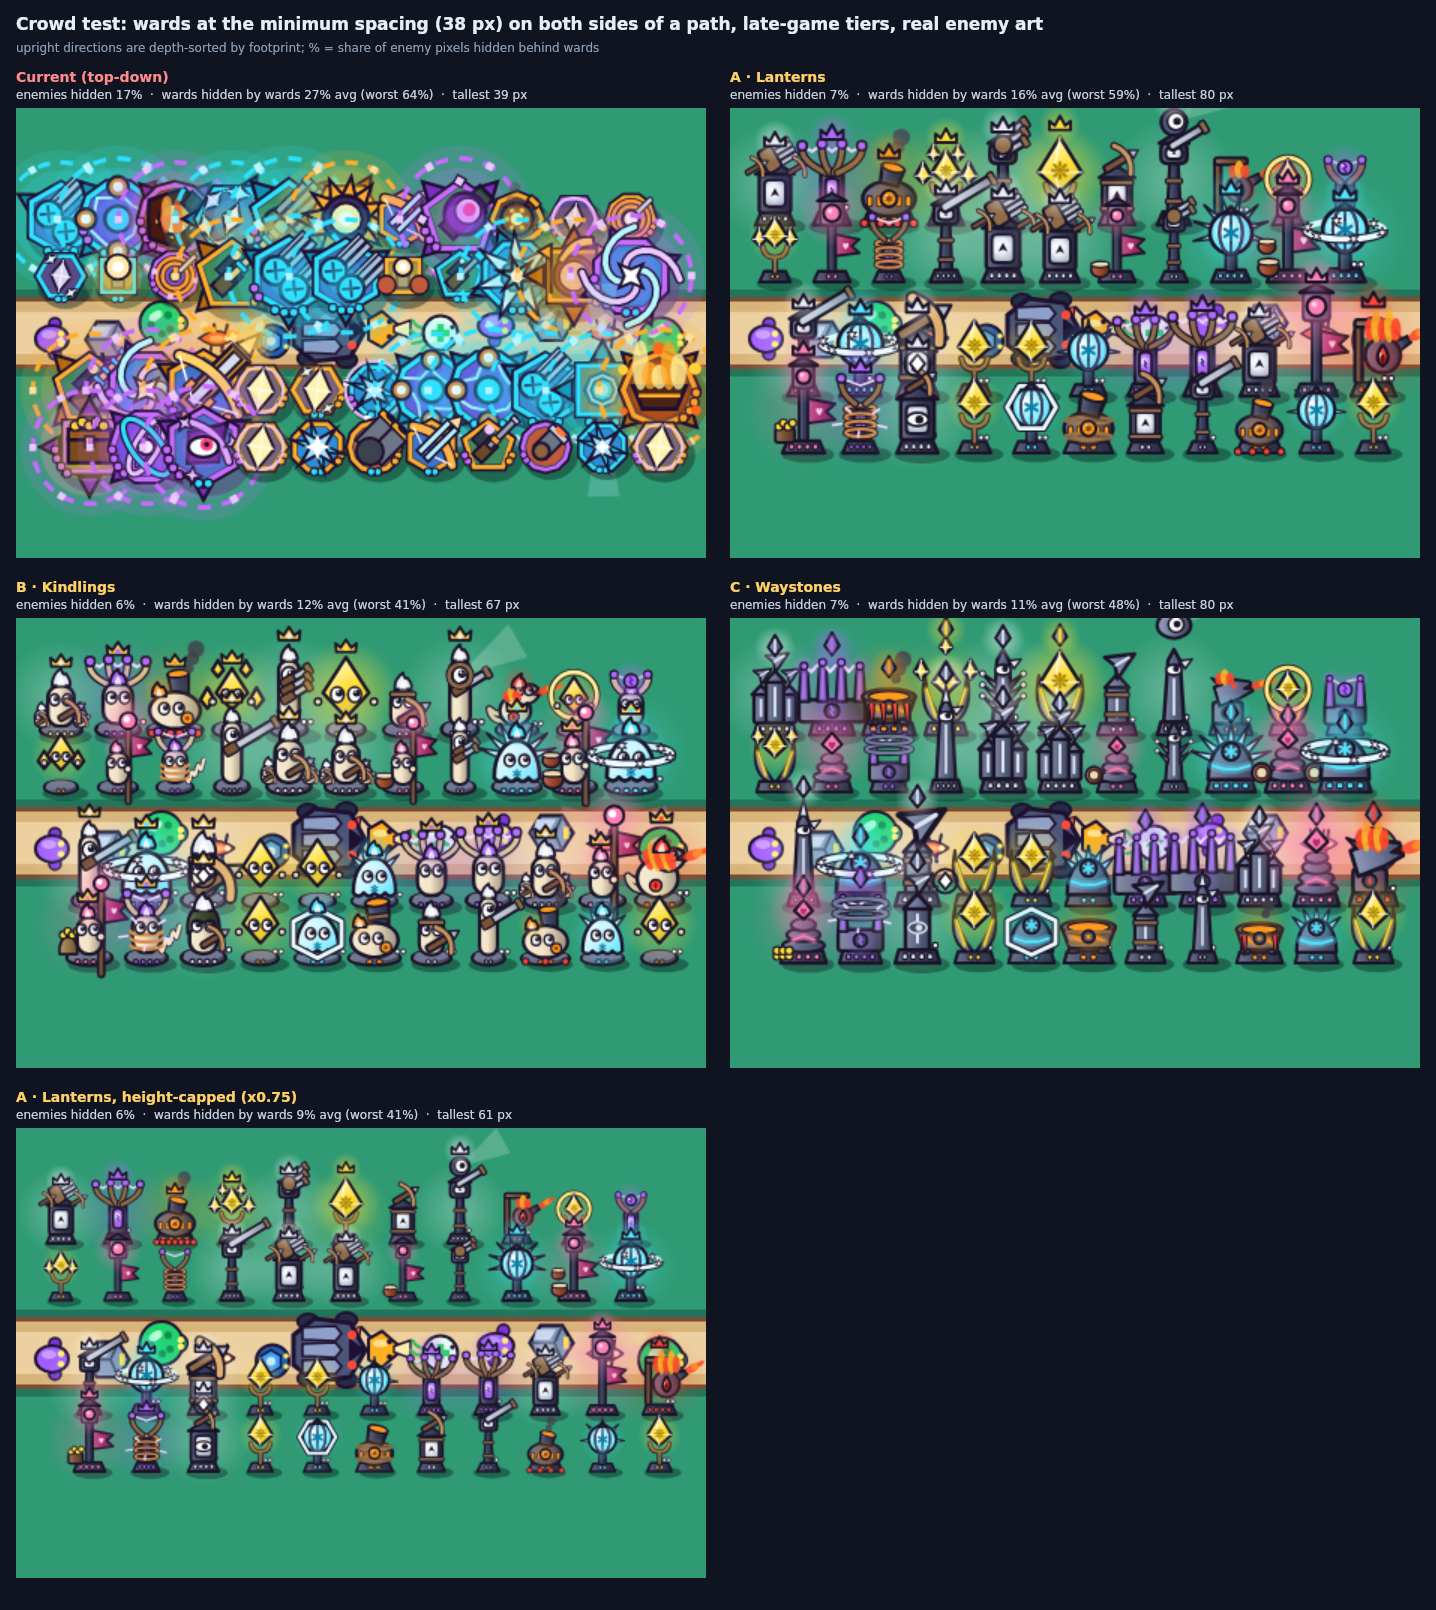 Crowd test: wards at the minimum spacing (38 px) on both sides of a path, late-game tiers, real enemy art
upright directions are depth-sorted by footprint; % = share of enemy pixels hidden behind wards
Current (top-down)
enemies hidden 17% · wards hidden by wards 27% avg (worst 64%) · tallest 39 px
A · Lanterns
enemies hidden 7% · wards hidden by wards 16% avg (worst 59%) · tallest 80 px
B · Kindlings
enemies hidden 6% · wards hidden by wards 12% avg (worst 41%) · tallest 67 px
C · Waystones
enemies hidden 7% · wards hidden by wards 11% avg (worst 48%) · tallest 80 px
A · Lanterns, height-capped (x0.75)
enemies hidden 6% · wards hidden by wards 9% avg (worst 41%) · tallest 61 px